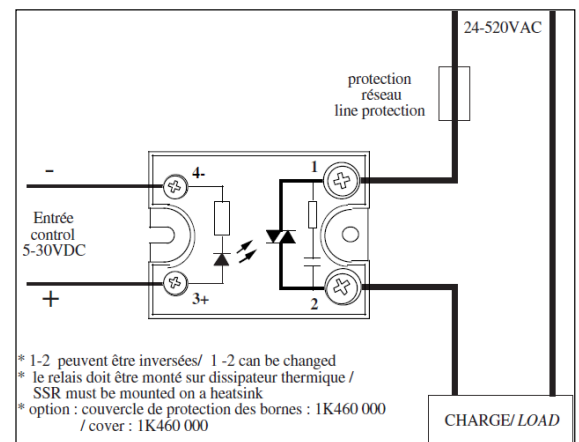 24-520VAC
protection
réseau
line protection
4-
1
-
Entrée
control
5-30VDC
+
3+
2
* 1-2 peuvent être inversées/ 1 -2 can be changed
* le relais doit être monté sur dissipateur thermique /
SSR must be mounted on a heatsink
* option : couvercle de protection des bornes : 1K460 000
/ cover : 1K460 000
CHARGE/ LOAD